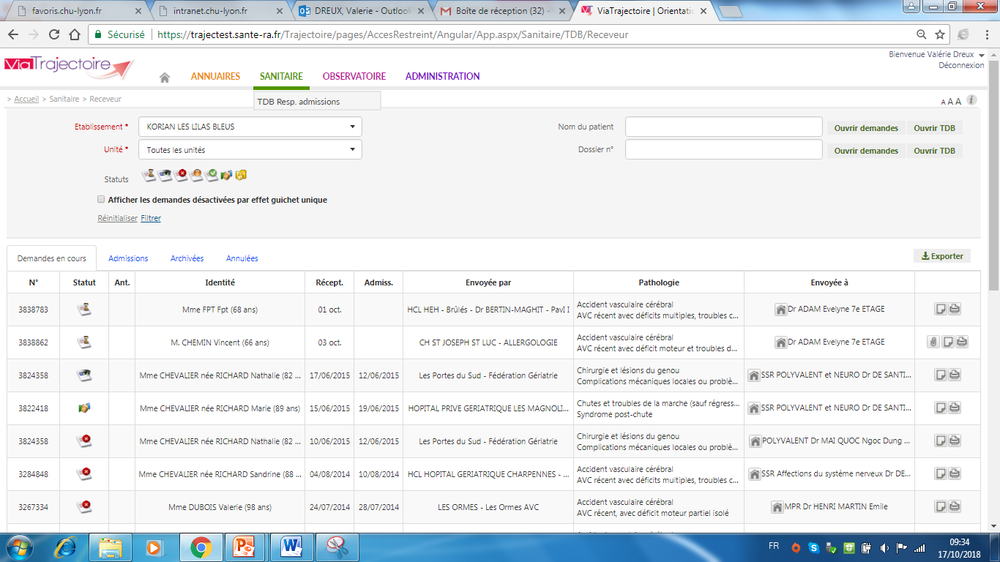 favoris.chu-lyon.fr
intranet.chu-lyon.fr
DREUX, Valerie - Outlook
Boîte de réception (32) -
ViaTrajectoire | Orientatio
Sécurisé https://trajectest.sante-ra.fr/Trajectoire/pages/AccesRestreint/Angular/App.aspx/Sanitaire/TDB/Receveur
ViaTrajectoire
Bienvenue Valérie Dreux
Déconnexion
ANNUAIRES SANITAIRE OBSERVATOIRE ADMINISTRATION
> Accueil > Sanitaire > Receveur
TDB Resp. admissions
A A A i
Etablissement * KORIAN LES LILAS BLEUS Nom du patient Ouvrir demandes Ouvrir TDB
Unité * Toutes les unités Dossier n° Ouvrir demandes Ouvrir TDB
Statuts
Afficher les demandes désactivées par effet guichet unique
Réinitialiser Filtrer
Demandes en cours Admissions Archivées Annulées Exporter
N° Statut Ant. Identité Récept. Admiss. Envoyée par Pathologie Envoyée à
3838783 Mme FPT Fpt (68 ans) 01 oct. HCL HEH - Brûlés - Dr BERTIN-MAGHIT - Pavl I Accident vasculaire cérébral Dr ADAM Evelyne 7e ETAGE
AVC récent avec déficits multiples, troubles c...
3838862 M. CHEMIN Vincent (66 ans) 03 oct. CH ST JOSEPH ST LUC - ALLERGOLOGIE Accident vasculaire cérébral Dr ADAM Evelyne 7e ETAGE
AVC récent avec déficit moteur et troubles d...
3824358 Mme CHEVALIER née RICHARD Nathalie (82 ... 17/06/2015 12/06/2015 Les Portes du Sud - Fédération Gériatrie Chirurgie et lésions du genou SSR POLYVALENT et NEURO Dr DE SANTI...
Complications mécaniques locales ou problè...
3822418 Mme CHEVALIER née RICHARD Marie (89 ans) 15/06/2015 19/06/2015 HOPITAL PRIVE GERIATRIQUE LES MAGNOLI... Chutes et troubles de la marche (sauf régress... SSR POLYVALENT et NEURO Dr DE SANTI...
Syndrome post-chute
3824358 Mme CHEVALIER née RICHARD Nathalie (82 ... 10/06/2015 12/06/2015 Les Portes du Sud - Fédération Gériatrie Chirurgie et lésions du genou POLYVALENT Dr MAI QUOC Ngoc Dung ...
Complications mécaniques locales ou problè...
3284848 Mme CHEVALIER née RICHARD Sandrine (88 ... 04/08/2014 10/08/2014 HCL HOPITAL GERIATRIQUE CHARPENNES - ... Accident vasculaire cérébral SSR Affections du système nerveux Dr DE...
AVC récent avec déficits multiples, troubles c...
3267334 Mme DUBOIS Valerie (98 ans) 24/07/2014 28/07/2014 LES ORMES - Les Ormes AVC Accident vasculaire cérébral MPR Dr HENRI MARTIN Emile
AVC récent, avec déficit moteur partiel isolé
FR
09:34
17/10/2018